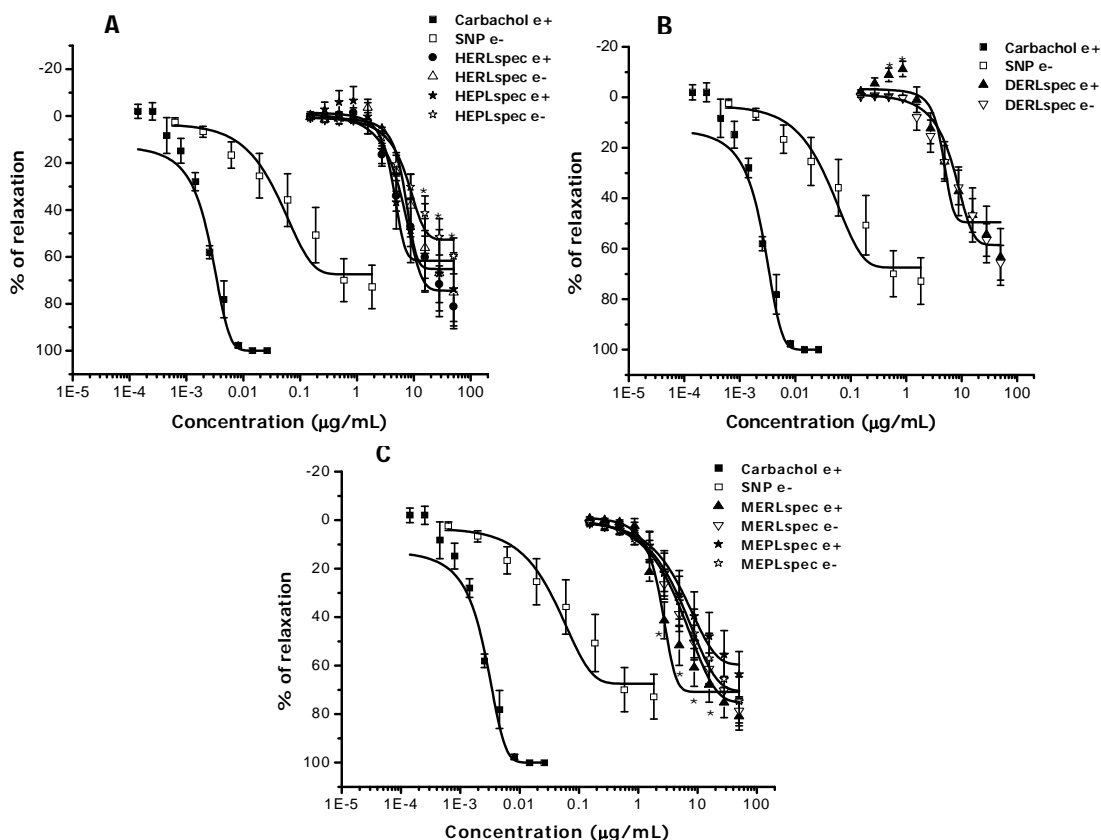 A
Carbachol e+
SNP e-
HERLspec e+
HERLspec e-
HEPLspec e+
HEPLspec e-
-20
0
20
40
60
80
100
% of relaxation
1E-5 1E-4 1E-3 0.01 0.1 1 10 100
Concentration (µg/mL)
B
Carbachol e+
SNP e-
DERLspec e+
DERLspec e-
-20
0
20
40
60
80
100
% of relaxation
1E-5 1E-4 1E-3 0.01 0.1 1 10 100
Concentration (µg/mL)
C
Carbachol e+
SNP e-
MERLspec e+
MERLspec e-
MEPLspec e+
MEPLspec e-
-20
0
20
40
60
80
100
% of relaxation
1E-5 1E-4 1E-3 0.01 0.1 1 10 100
Concentration (µg/mL)